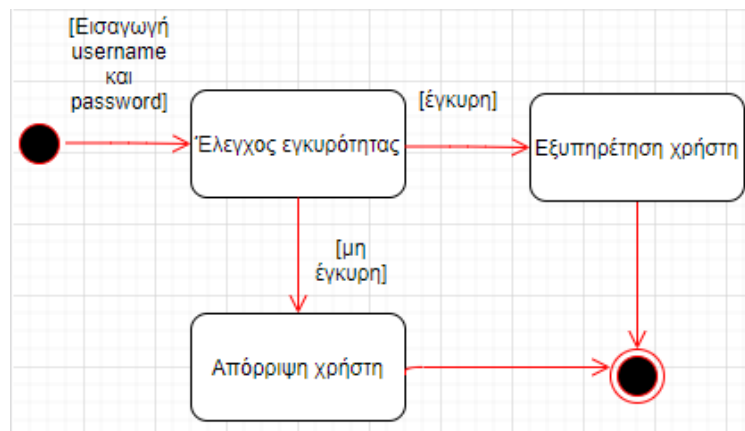 [Εισαγωγή
username
και
password]
Έλεγχος εγκυρότητας
[έγκυρη]
Εξυπηρέτηση χρήστη
[μη
έγκυρη]
Απόρριψη χρήστη